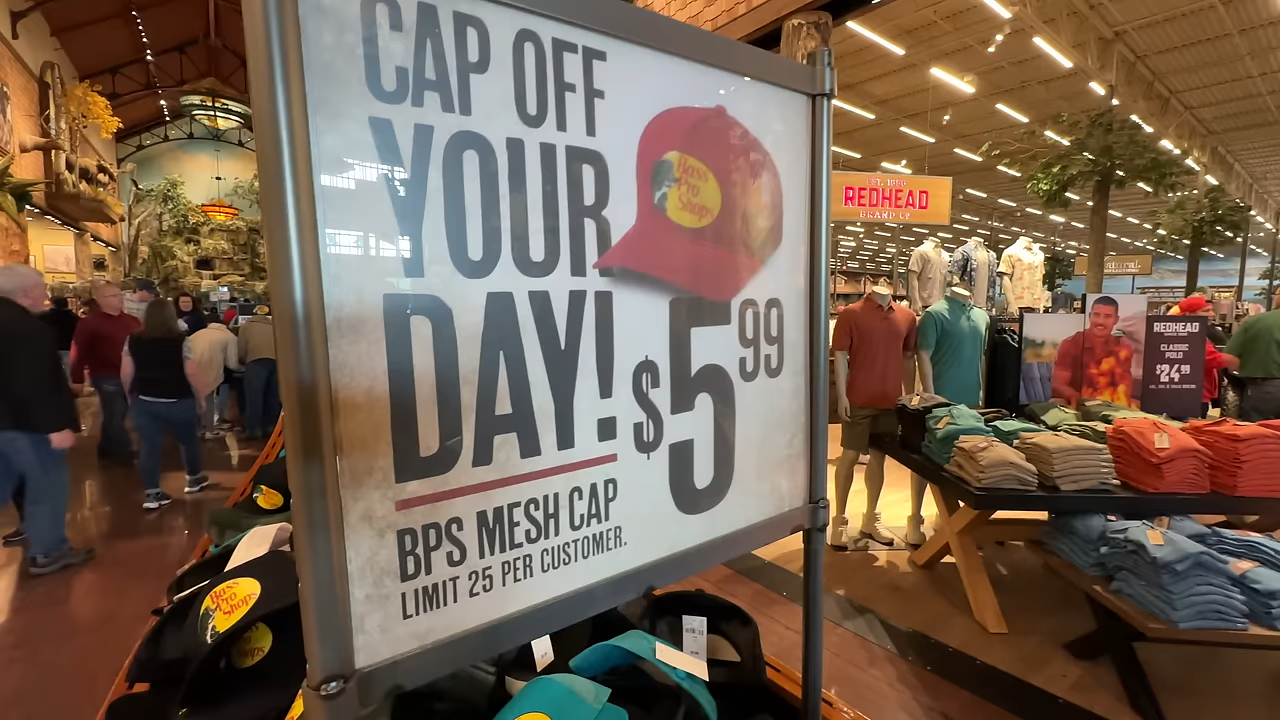 CAP OFF
YOUR
DAY!
Bass
Pro
Shops
$5 99
BPS MESH CAP
LIMIT 25 PER CUSTOMER.
EST. 1856
REDHEAD
BRAND CO
REDHEAD
CLASSIC
POLO
$24 99
Bass
Pro
Shops